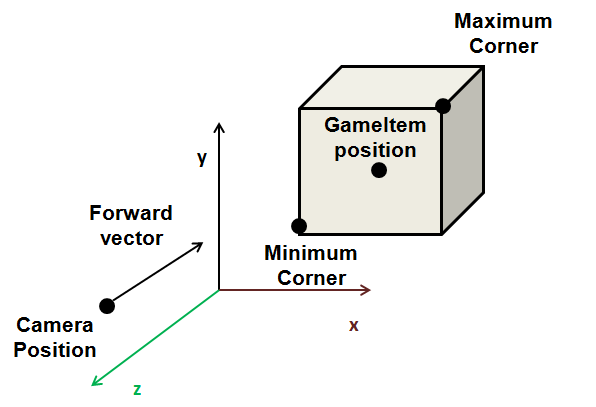 Maximum
Corner
GameItem
position
y
Forward
vector
Minimum
Corner
Camera
Position
x
z